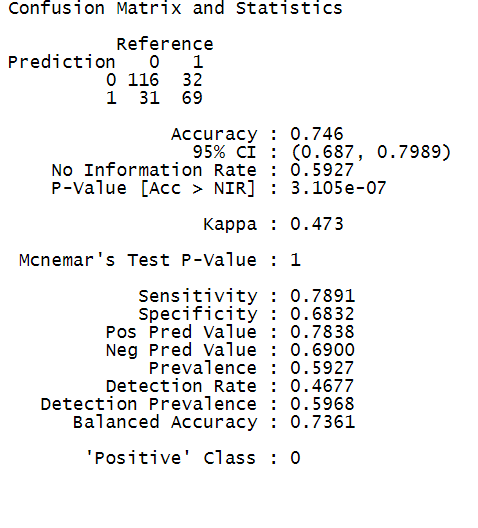 Confusion Matrix and Statistics
Reference
Prediction 0 1
0 116 32
1 31 69
Accuracy : 0.746
95% CI : (0.687, 0.7989)
No Information Rate : 0.5927
P-Value [Acc > NIR] : 3.105e-07
Kappa : 0.473
Mcnemar's Test P-Value : 1
Sensitivity : 0.7891
Specificity : 0.6832
Pos Pred Value : 0.7838
Neg Pred Value : 0.6900
Prevalence : 0.5927
Detection Rate : 0.4677
Detection Prevalence : 0.5968
Balanced Accuracy : 0.7361
'Positive' Class : 0